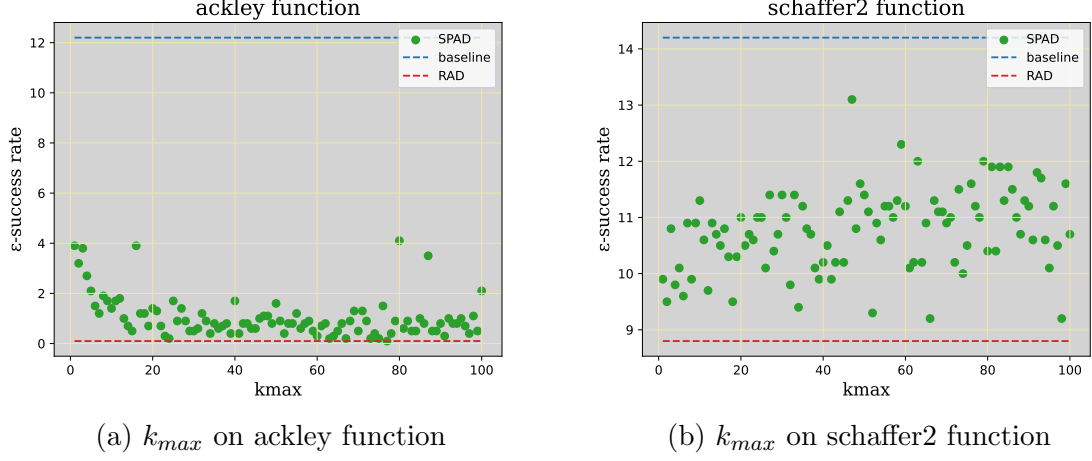 ackley function
12
10
8
6
4
2
0
ε-success rate
SPAD
baseline
RAD
0 20 40 60 80 100
kmax
(a) k_max on ackley function
schaffer2 function
14
13
12
11
10
9
ε-success rate
SPAD
baseline
RAD
0 20 40 60 80 100
kmax
(b) k_max on schaffer2 function